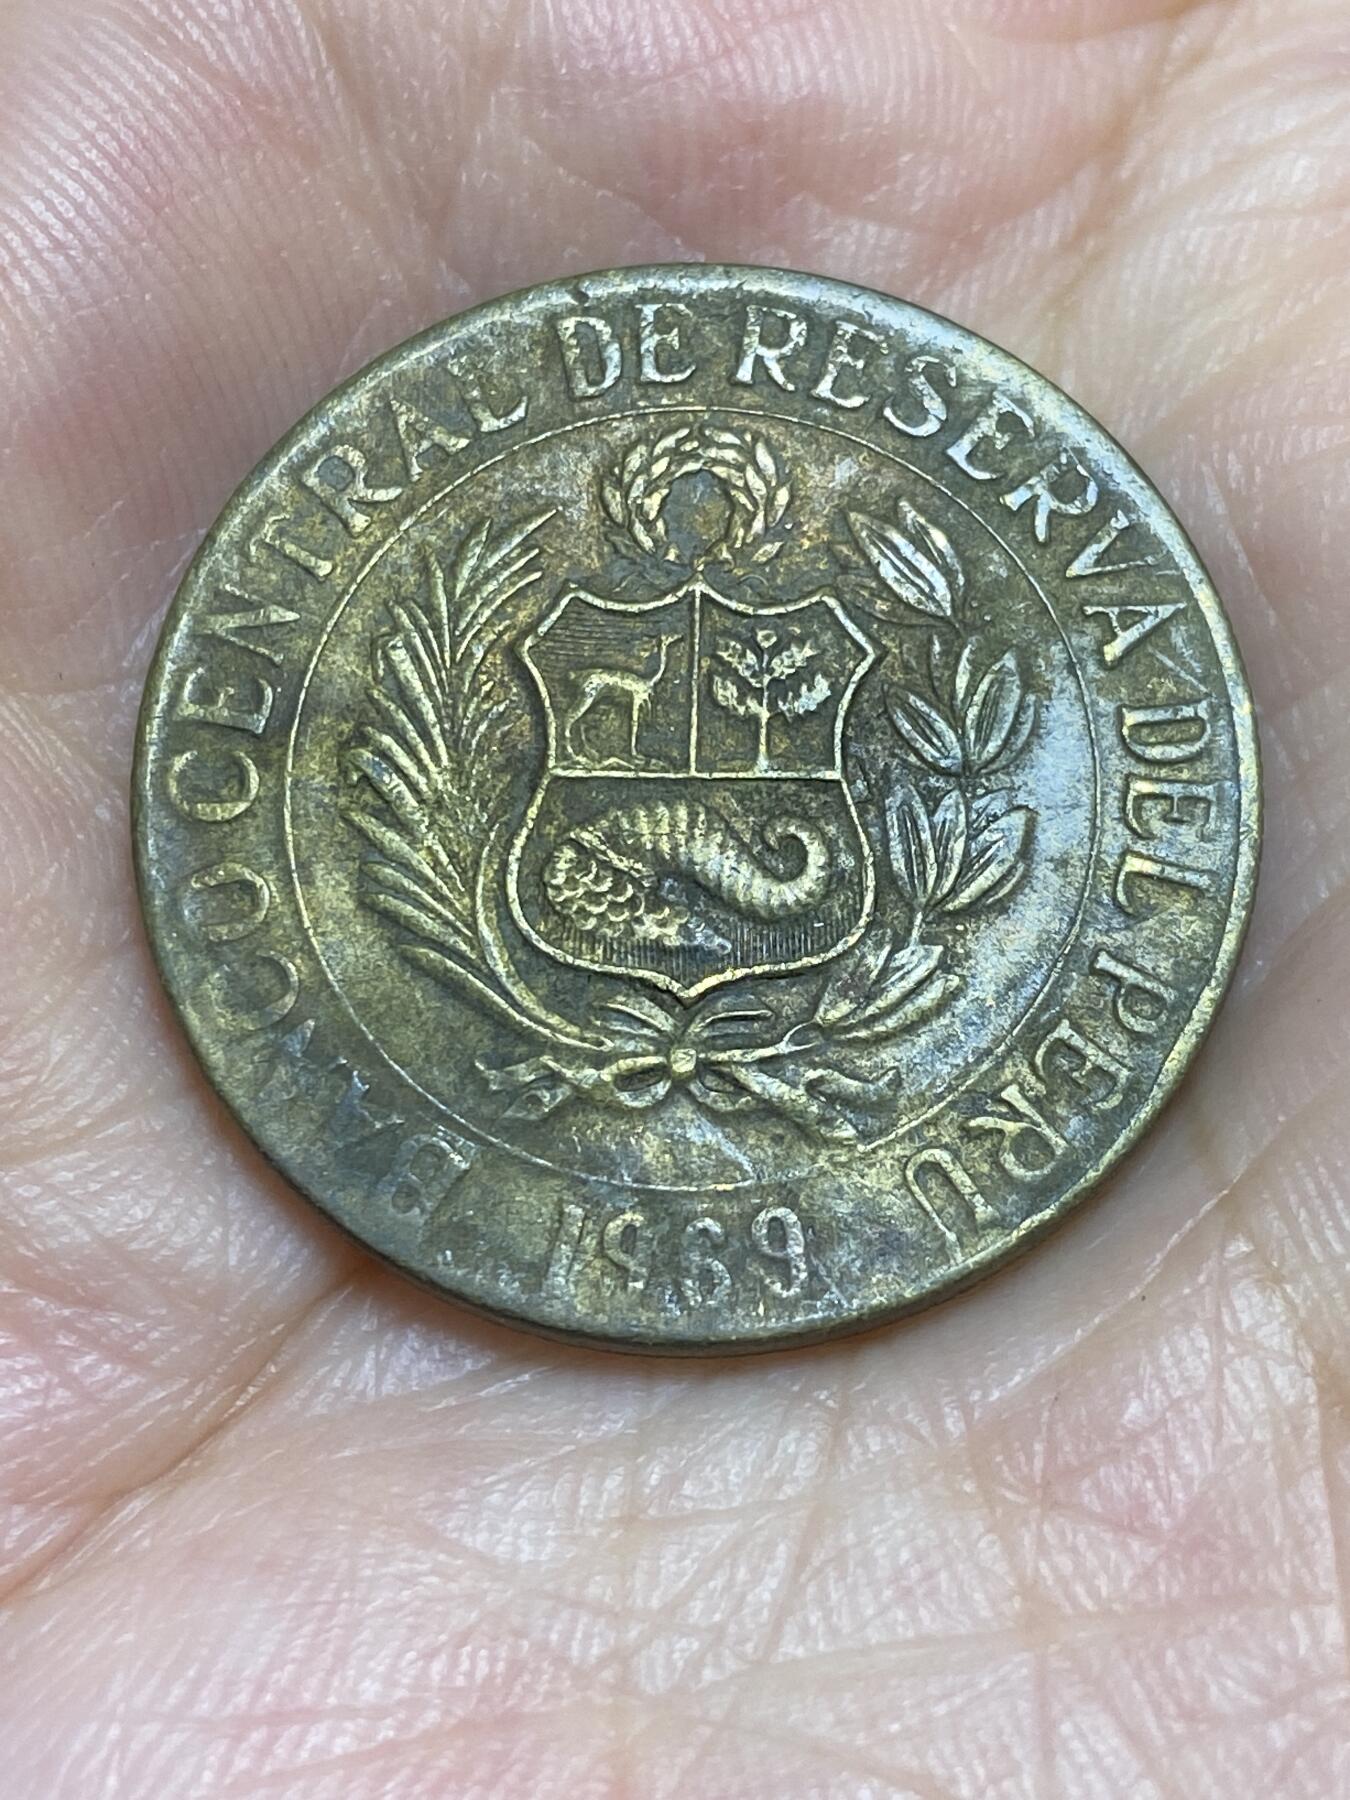 BANCO CENTRAL DE RESERVA DEL PERU
1969